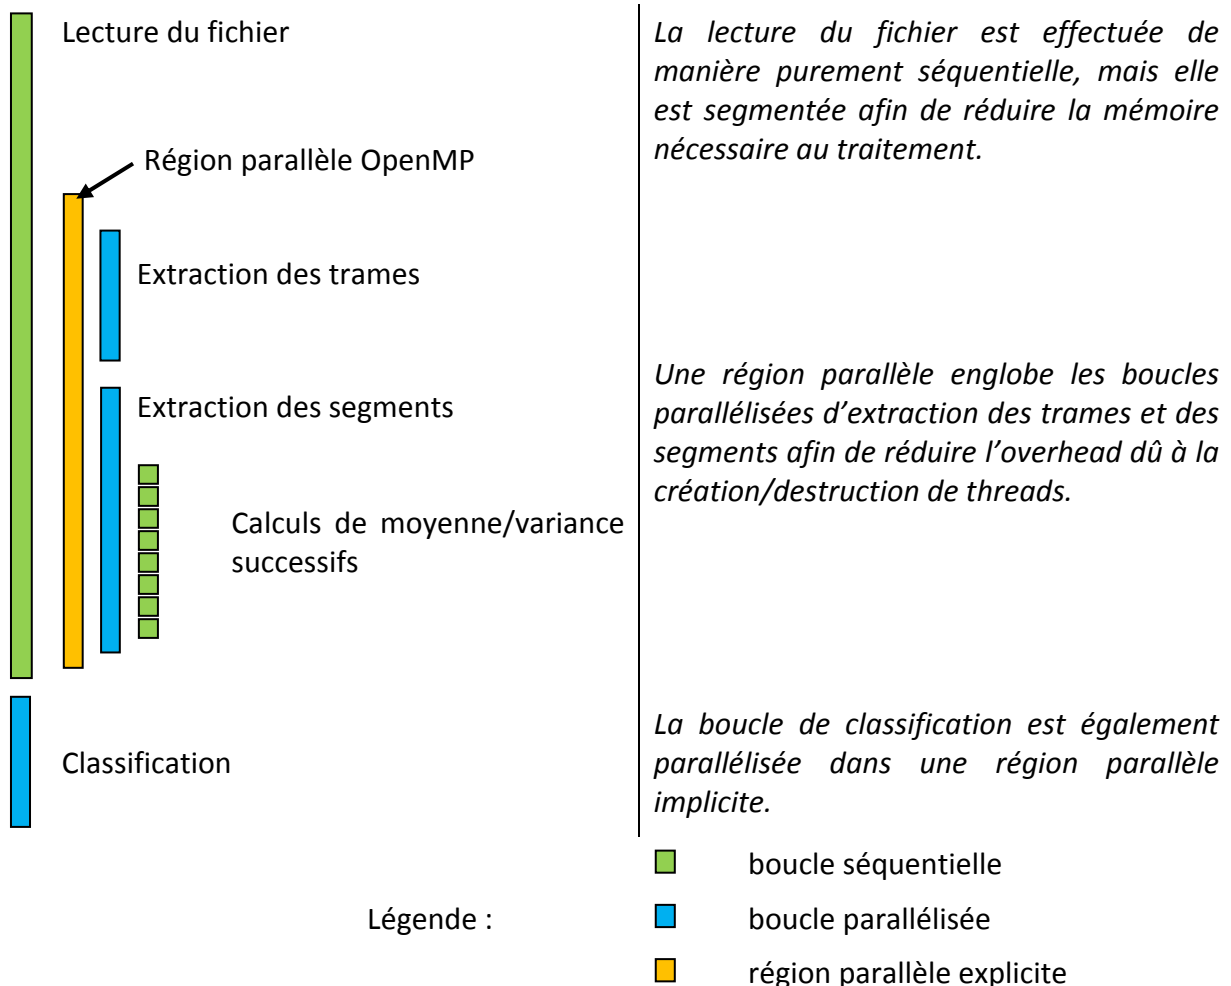 Lecture du fichier
La lecture du fichier est effectuée de
manière purement séquentielle, mais elle
est segmentée afin de réduire la mémoire
nécessaire au traitement.
Région parallèle OpenMP
Extraction des trames
Extraction des segments
Une région parallèle englobe les boucles
parallélisées d’extraction des trames et des
segments afin de réduire l’overhead dû à la
création/destruction de threads.
Calculs de moyenne/variance
successifs
Classification
La boucle de classification est également
parallélisée dans une région parallèle
implicite.
Légende :
boucle séquentielle
boucle parallélisée
région parallèle explicite